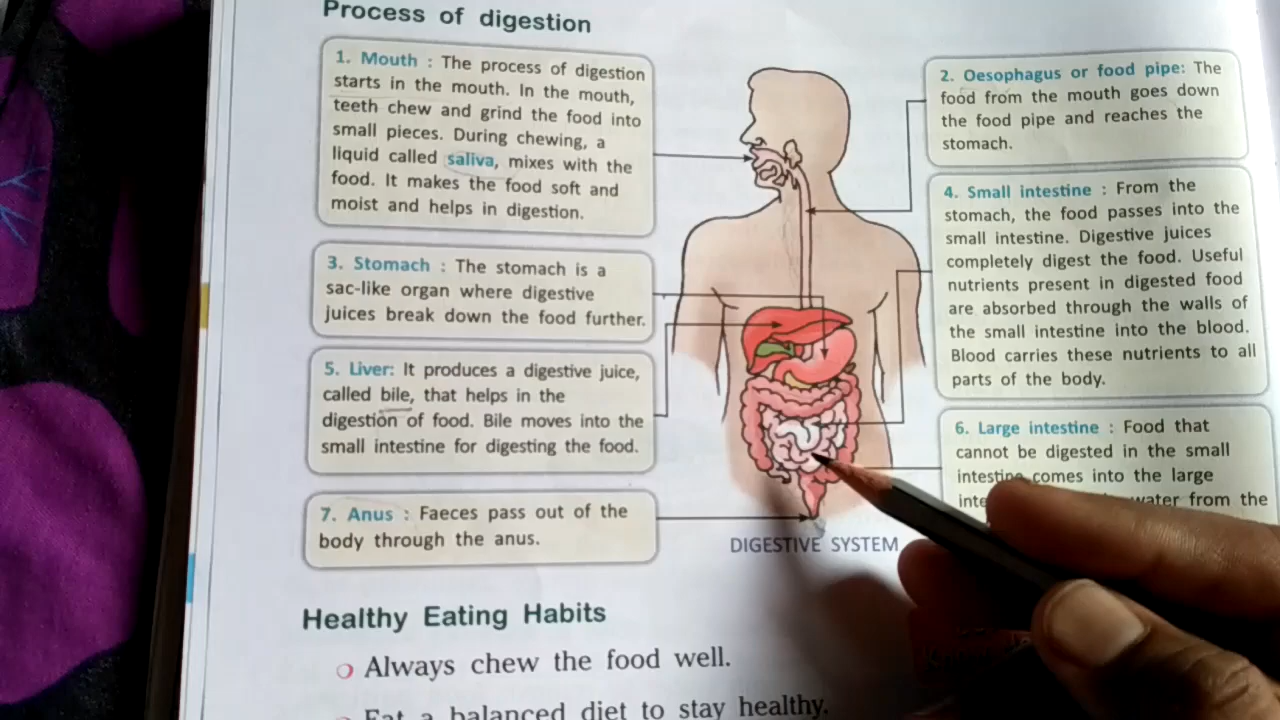 Process of digestion
1. Mouth : The process of digestion
starts in the mouth. In the mouth,
teeth chew and grind the food into
small pieces. During chewing, a
liquid called saliva, mixes with the
food. It makes the food soft and
moist and helps in digestion.
2. Oesophagus or food pipe: The
food from the mouth goes down
the food pipe and reaches the
stomach.
3. Stomach : The stomach is a
sac-like organ where digestive
juices break down the food further.
4. Small intestine : From the
stomach, the food passes into the
small intestine. Digestive juices
completely digest the food. Useful
nutrients present in digested food
are absorbed through the walls of
the small intestine into the blood.
Blood carries these nutrients to all
parts of the body.
5. Liver: It produces a digestive juice,
called bile, that helps in the
digestion of food. Bile moves into the
small intestine for digesting the food.
6. Large intestine : Food that
cannot be digested in the small
intestine comes into the large
water from the
7. Anus : Faeces pass out of the
body through the anus.
DIGESTIVE SYSTEM
Healthy Eating Habits
Always chew the food well.
Eat a balanced diet to stay healthy.